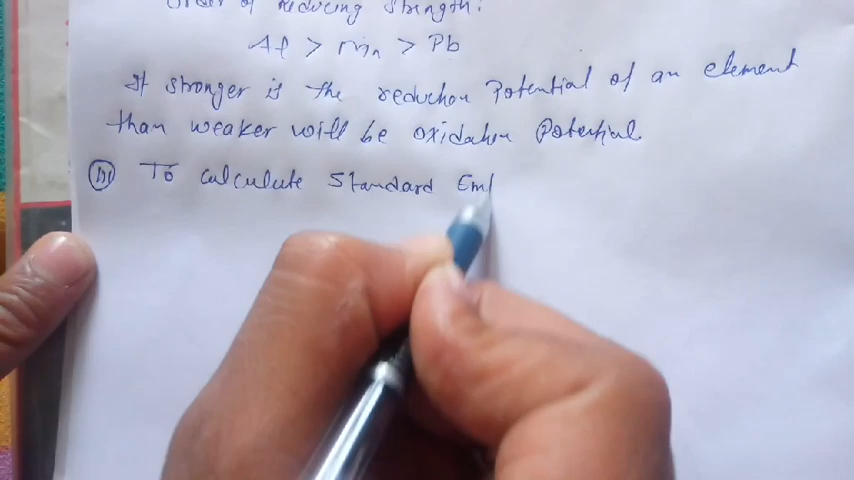 Order of reducing strength:
Al > Mn > Pb
If stronger is the reduction Potential of an element
than weaker will be oxidation Potential.
(III) To calculate Standard Emf